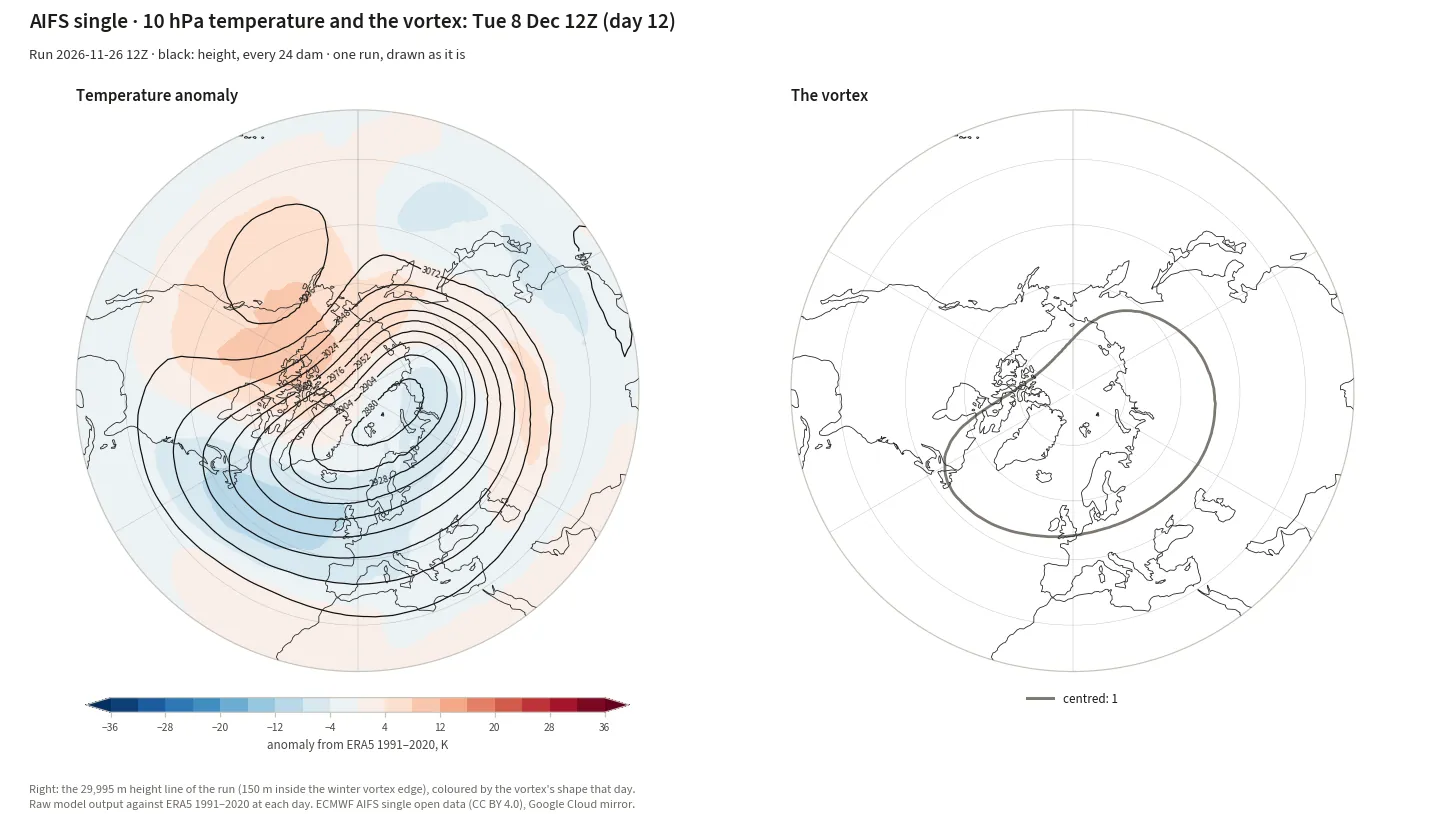 AIFS single · 10 hPa temperature and the vortex: Tue 8 Dec 12Z (day 12)
Run 2026-11-26 12Z · black: height, every 24 dam · one run, drawn as it is
Temperature anomaly
The vortex
3072
3024
2976
2952
2904
2904
2880
2928
centred: 1
−36 −28 −20 −12 −4 4 12 20 28 36
anomaly from ERA5 1991–2020, K
Right: the 29,995 m height line of the run (150 m inside the winter vortex edge), coloured by the vortex's shape that day.
Raw model output against ERA5 1991–2020 at each day. ECMWF AIFS single open data (CC BY 4.0), Google Cloud mirror.